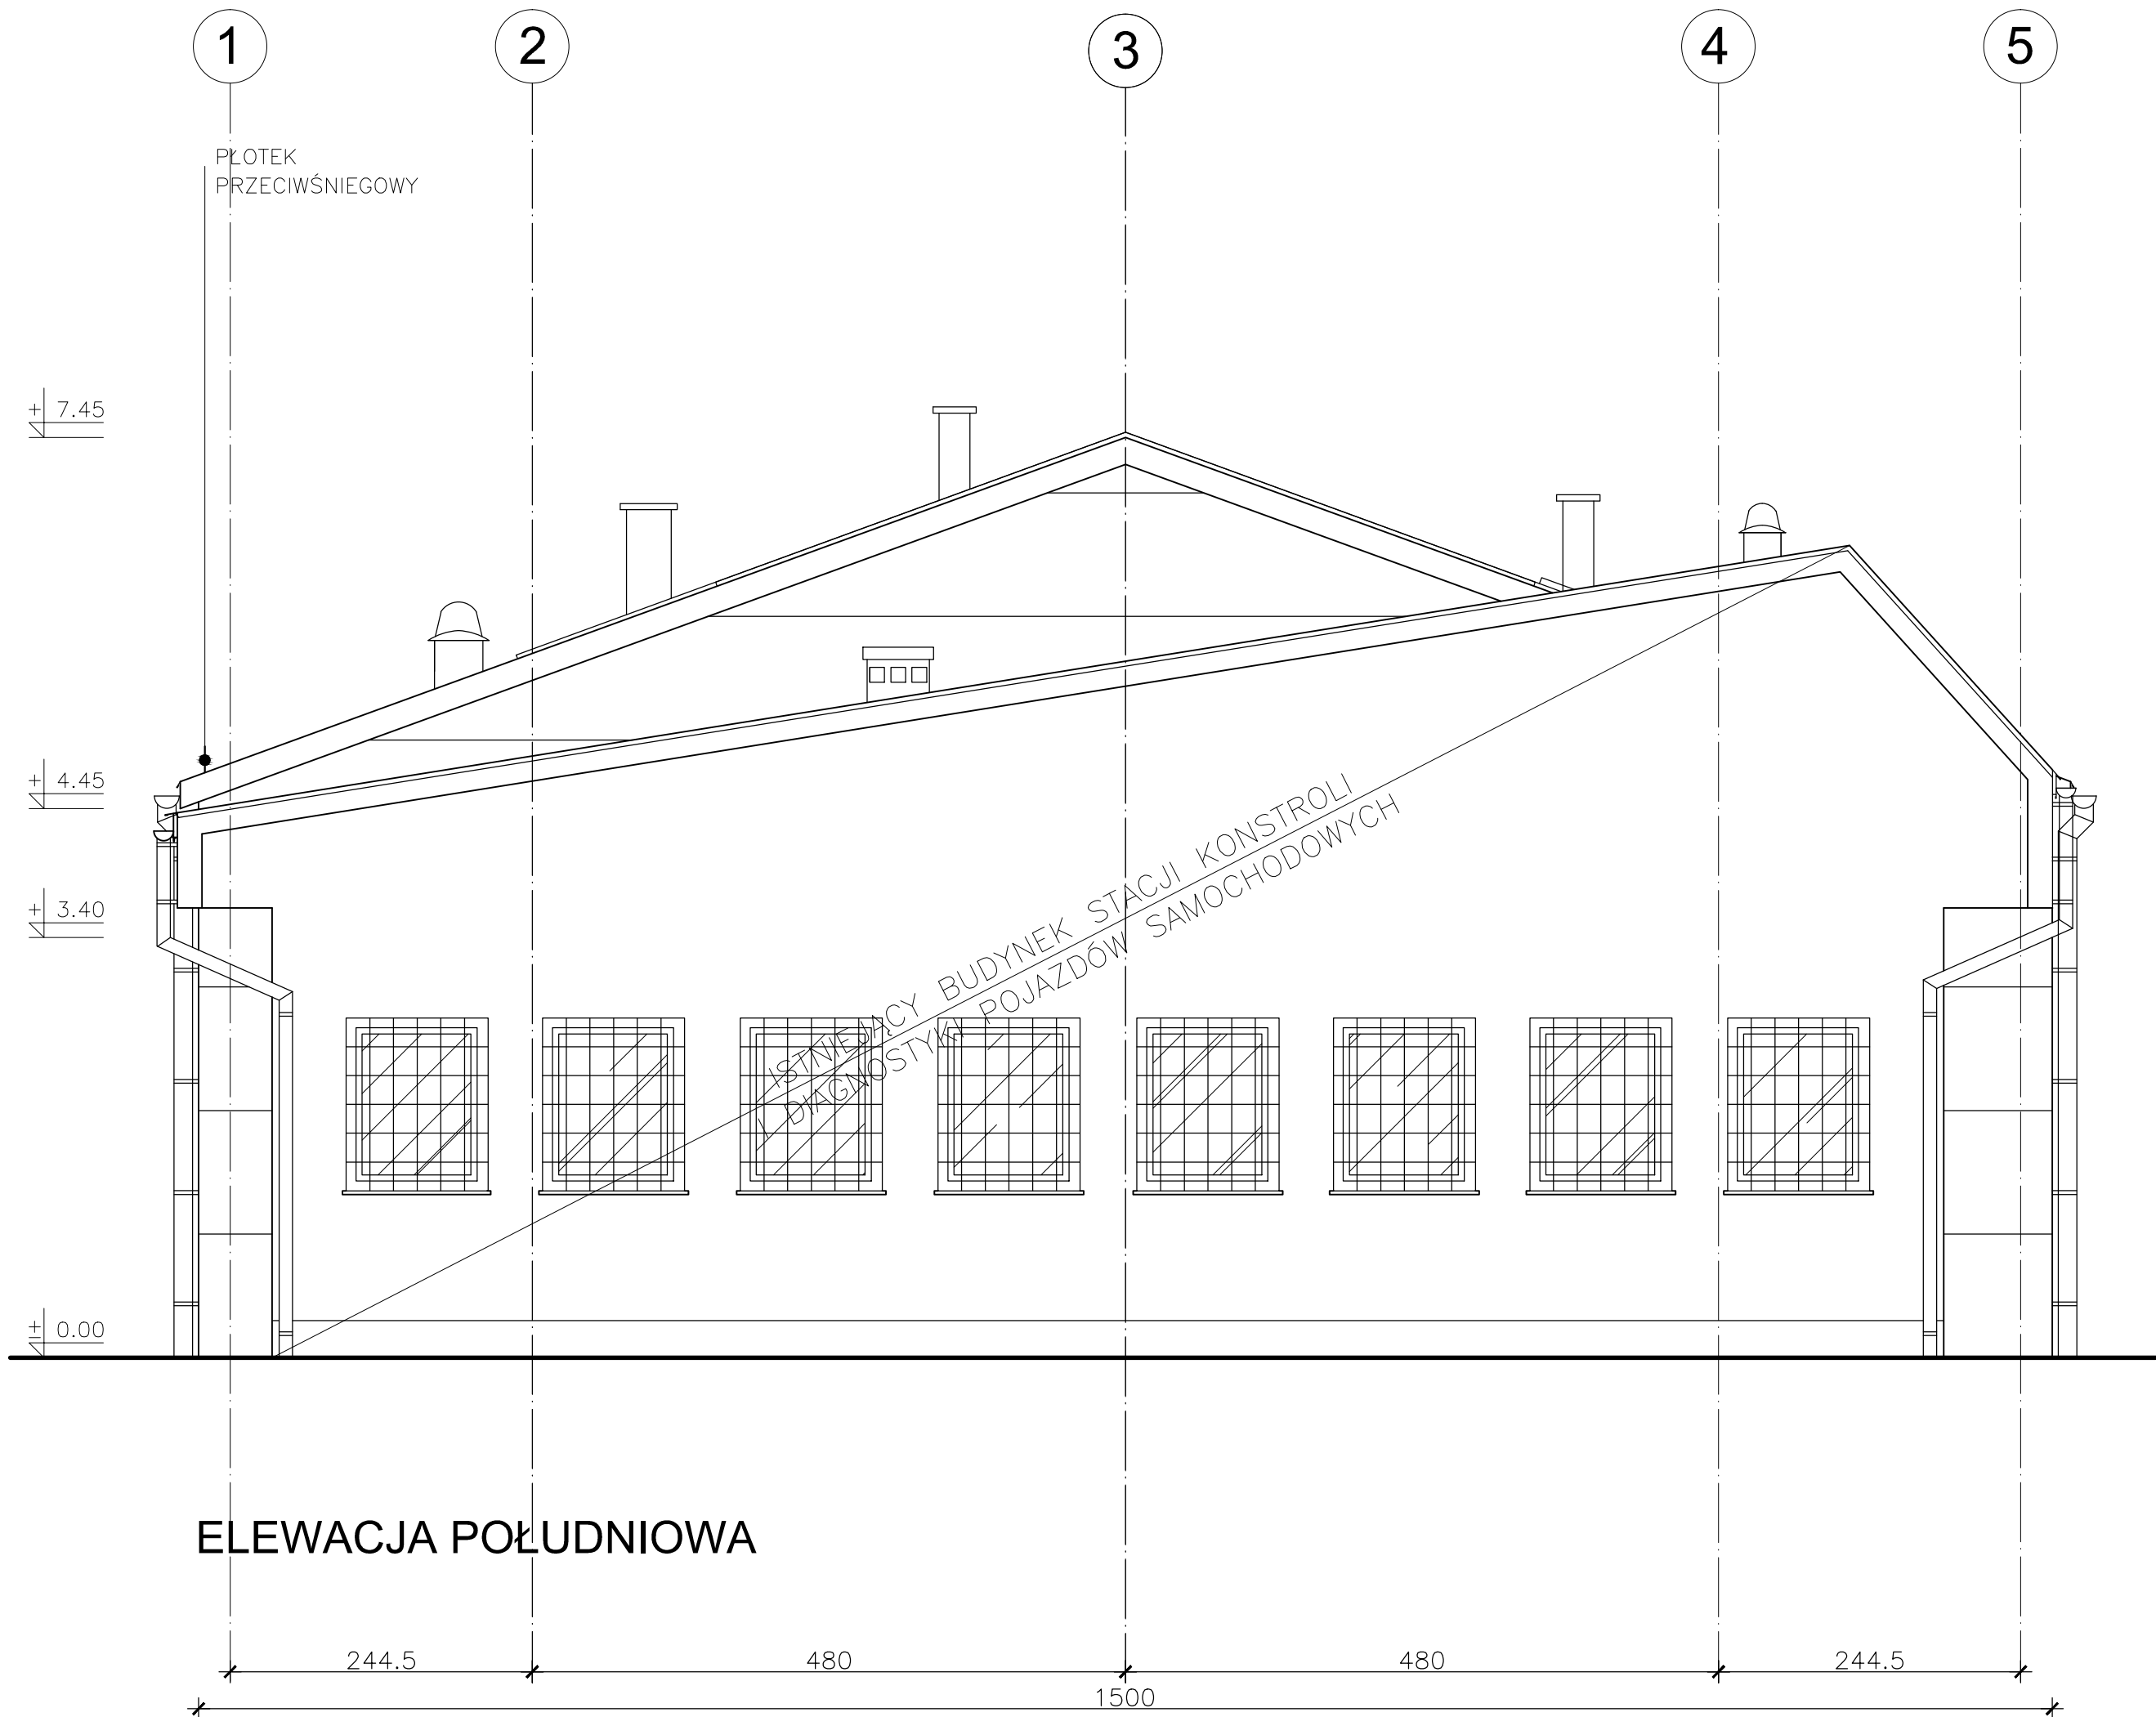 1 2 3 4 5
PŁOTEK
PRZECIWŚNIEGOWY
+ 7.45
+ 4.45
+ 3.40
± 0.00
ISTNIEJĄCY BUDYNEK STACJI KONSTROLI
I DIAGNOSTYKI POJAZDÓW SAMOCHODOWYCH
ELEWACJA POŁUDNIOWA
244.5 480 480 244.5
1500